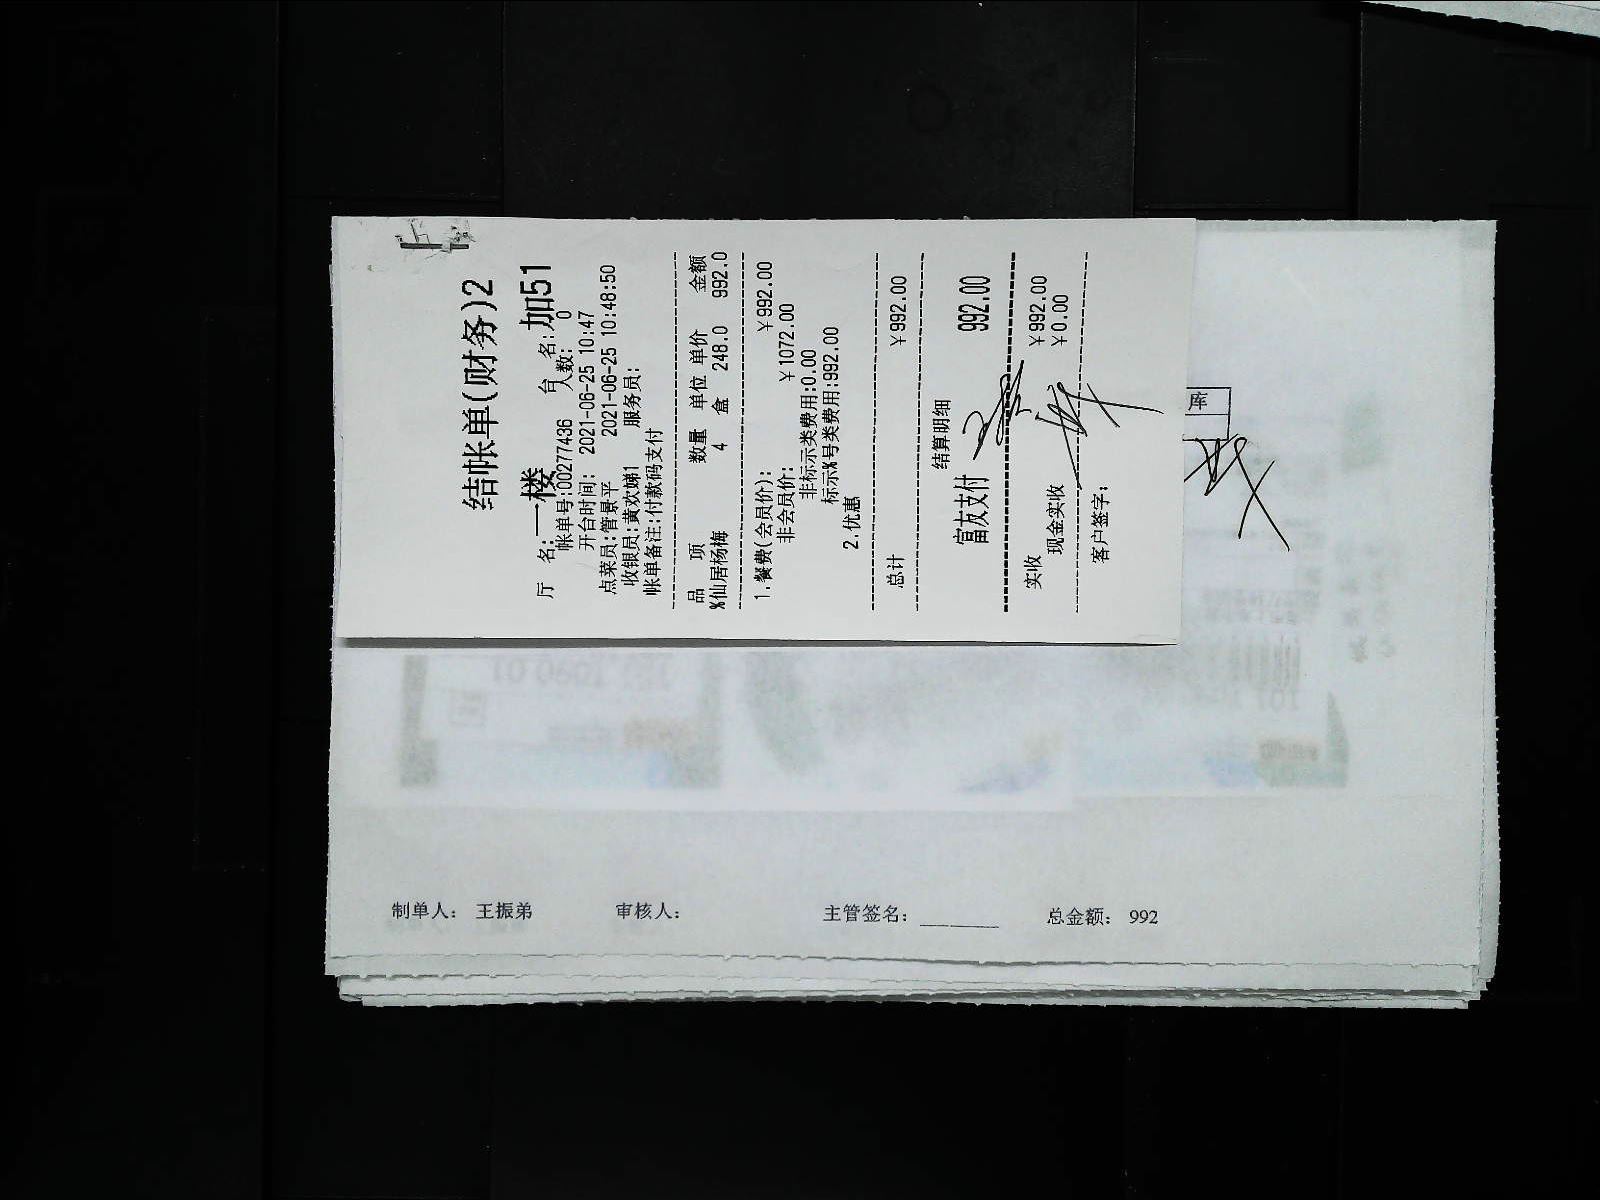 结帐单(财务)2
厅 名:一楼 台 名:加51
帐单号:00277436 人数: 0
开台时间: 2021-06-25 10:47
点菜员:管景平 2021-06-25 10:48:50
收银员:黄欢娣1 服务员:
帐单备注:付款码支付
品 项 数量 单位 单价 金额
%仙居杨梅 4 盒 248.0 992.0
1.餐费(会员价): ￥992.00
非会员价: ￥1072.00
非标示类费用:0.00
标示%号类费用:992.00
2.优惠
总计 ￥992.00
结算明细
富友支付 992.00
实收 ￥992.00
现金实收 ￥0.00
客户签字:
库
制单人: 王振弟 审核人: 主管签名: 总金额: 992